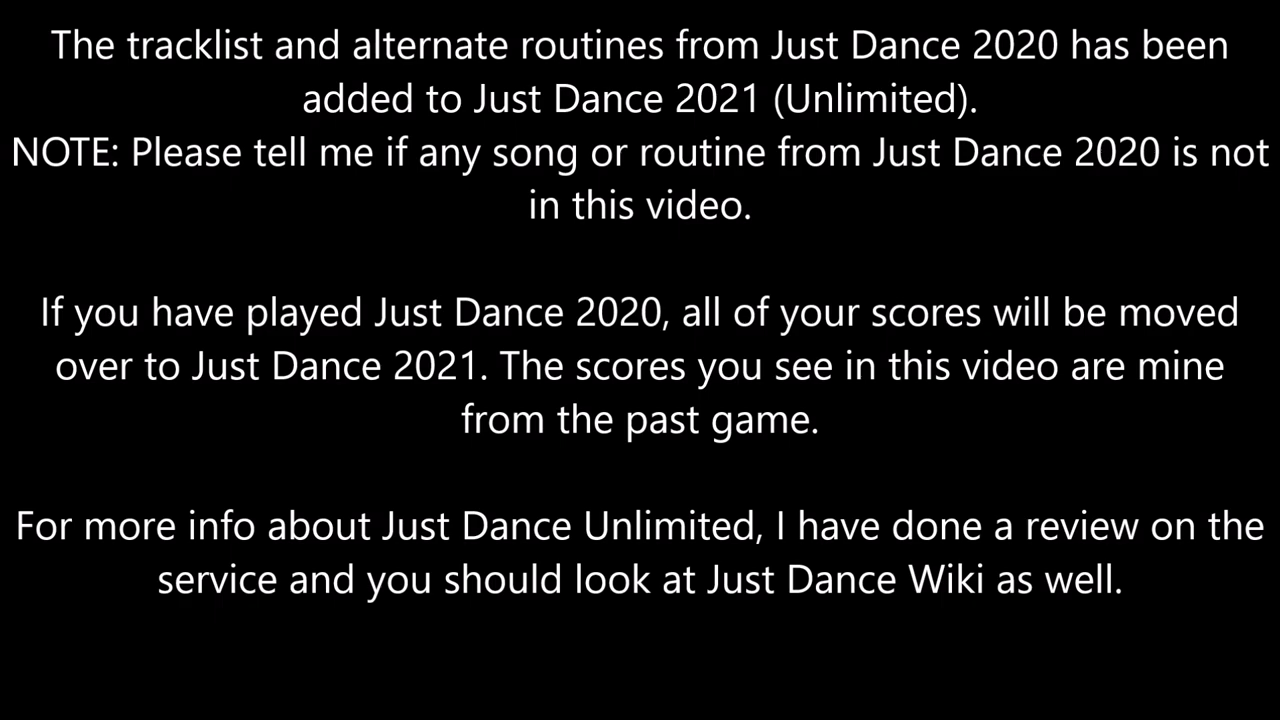 The tracklist and alternate routines from Just Dance 2020 has been
added to Just Dance 2021 (Unlimited).
NOTE: Please tell me if any song or routine from Just Dance 2020 is not
in this video.
If you have played Just Dance 2020, all of your scores will be moved
over to Just Dance 2021. The scores you see in this video are mine
from the past game.
For more info about Just Dance Unlimited, I have done a review on the
service and you should look at Just Dance Wiki as well.